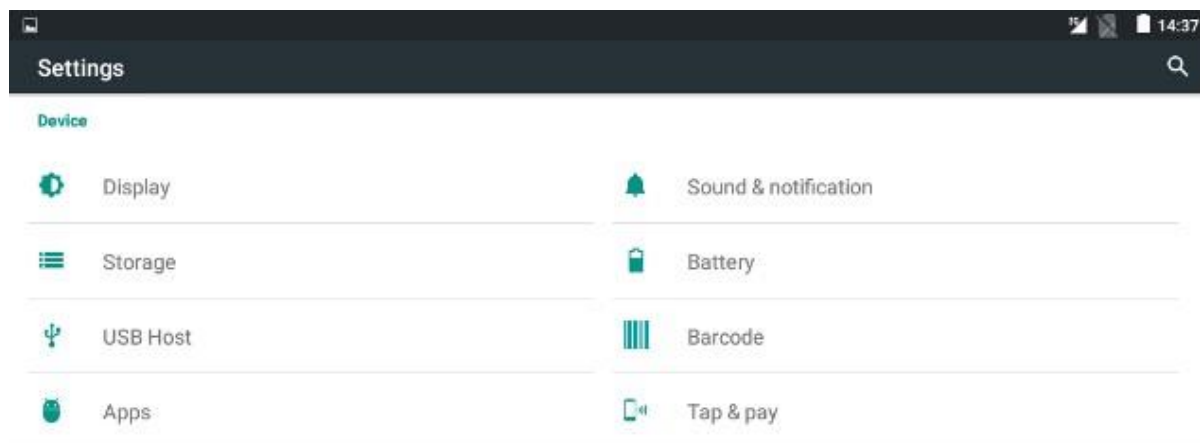 14:37
Settings
Device
Display
Sound & notification
Storage
Battery
USB Host
Barcode
Apps
Tap & pay